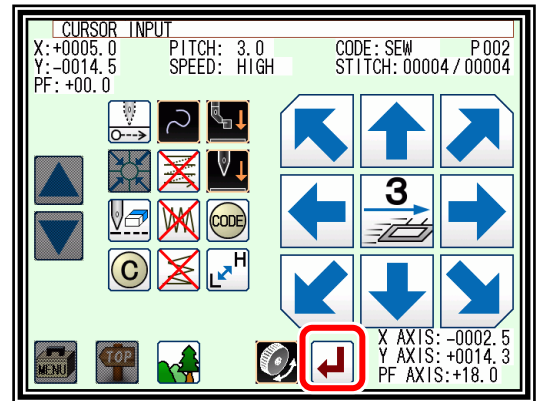 CURSOR INPUT
X:+0005.0 PITCH: 3.0 CODE:SEW P002
Y:-0014.5 SPEED: HIGH STITCH:00004/00004
PF:+00.0
3
CODE
C
L H
MENU
TOP
X AXIS:-0002.5
Y AXIS:+0014.3
PF AXIS:+18.0